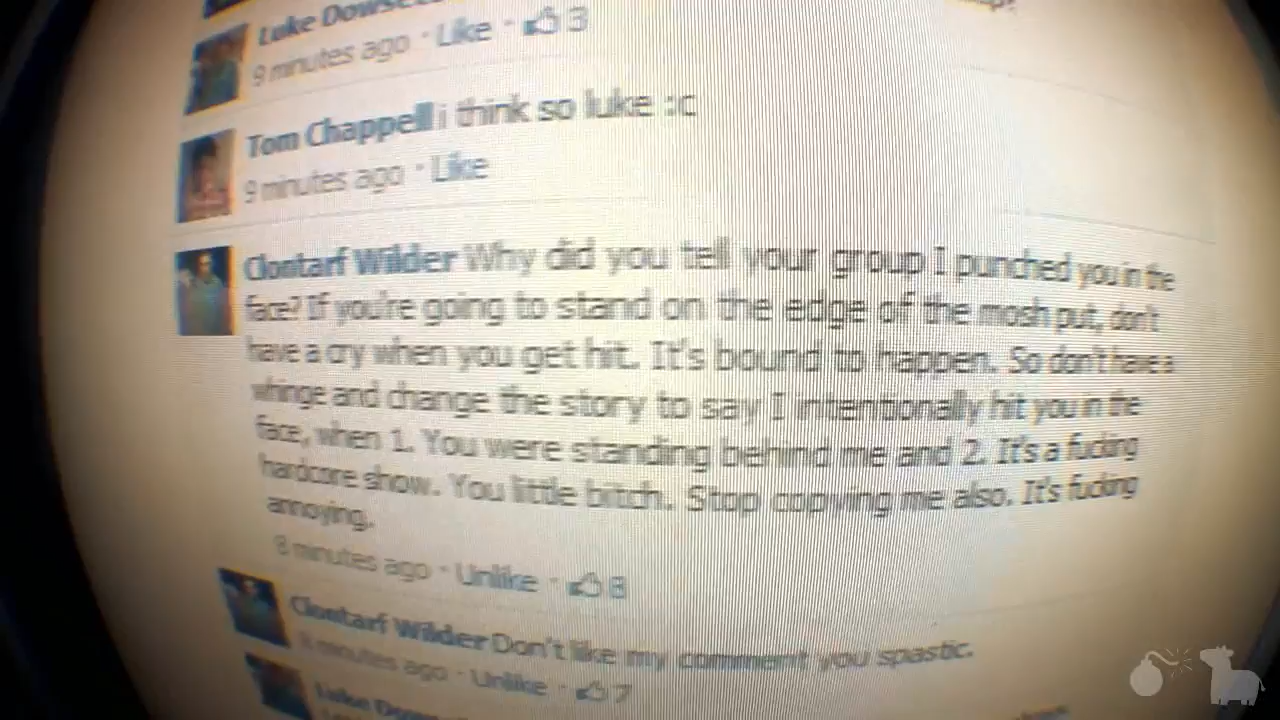 Luke
9 minutes ago · Like · 3
Tom Chappell i think so luke :c
9 minutes ago · Like
Clontarf Wilder Why did you tell your group I punched you in the
face? If you're going to stand on the edge of the mosh put, don't
have a cry when you get hit. It's bound to happen. So don't have a
whinge and change the story to say I intentionally hit you in the
face, when 1. You were standing behind me and 2. It's a fucking
hardcore show. You little bitch. Stop copying me also. It's fucking
annoying.
8 minutes ago · Unlike · 8
Clontarf Wilder Don't like my comment you spastic.
8 minutes ago · Unlike · 7
Luke